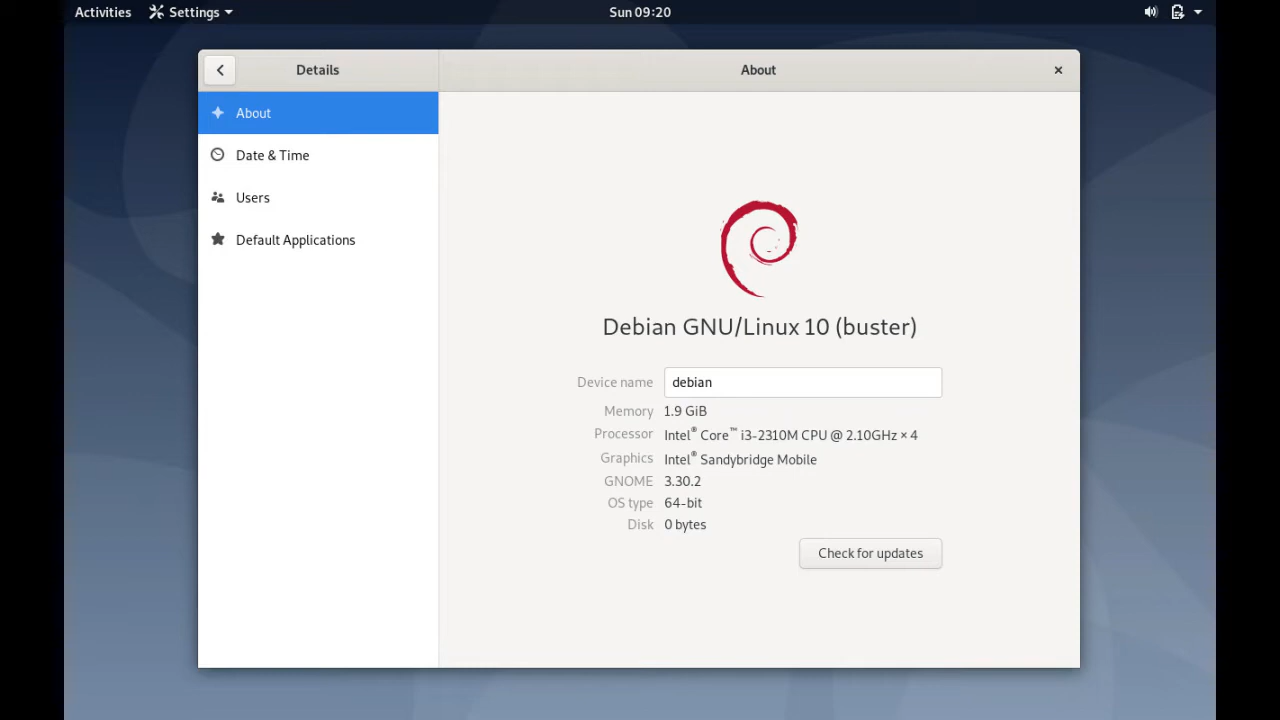 Activities Settings Sun 09:20
Details About
About
Date & Time
Users
Default Applications
Debian GNU/Linux 10 (buster)
Device name debian
Memory 1.9 GiB
Processor Intel® Core™ i3-2310M CPU @ 2.10GHz × 4
Graphics Intel® Sandybridge Mobile
GNOME 3.30.2
OS type 64-bit
Disk 0 bytes
Check for updates